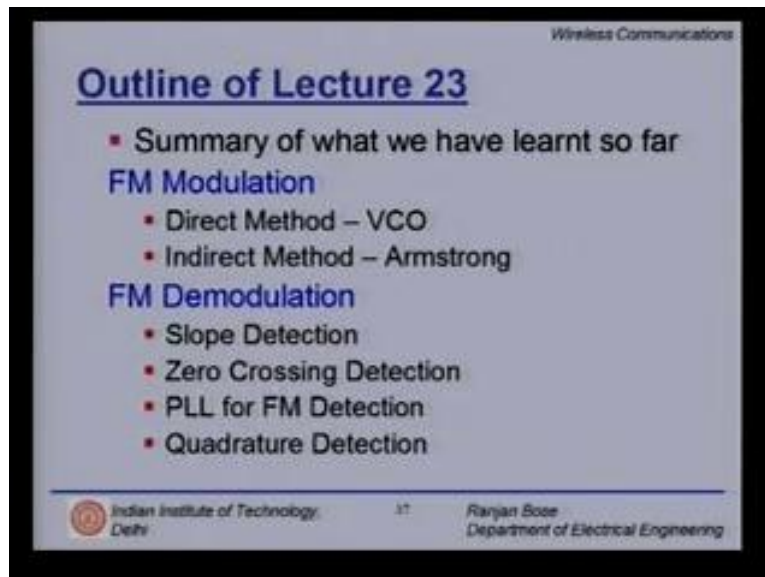 Wireless Communications
Outline of Lecture 23
▪ Summary of what we have learnt so far
FM Modulation
▪ Direct Method – VCO
▪ Indirect Method – Armstrong
FM Demodulation
▪ Slope Detection
▪ Zero Crossing Detection
▪ PLL for FM Detection
▪ Quadrature Detection
Indian Institute of Technology,
Delhi
Ranjan Bose
Department of Electrical Engineering